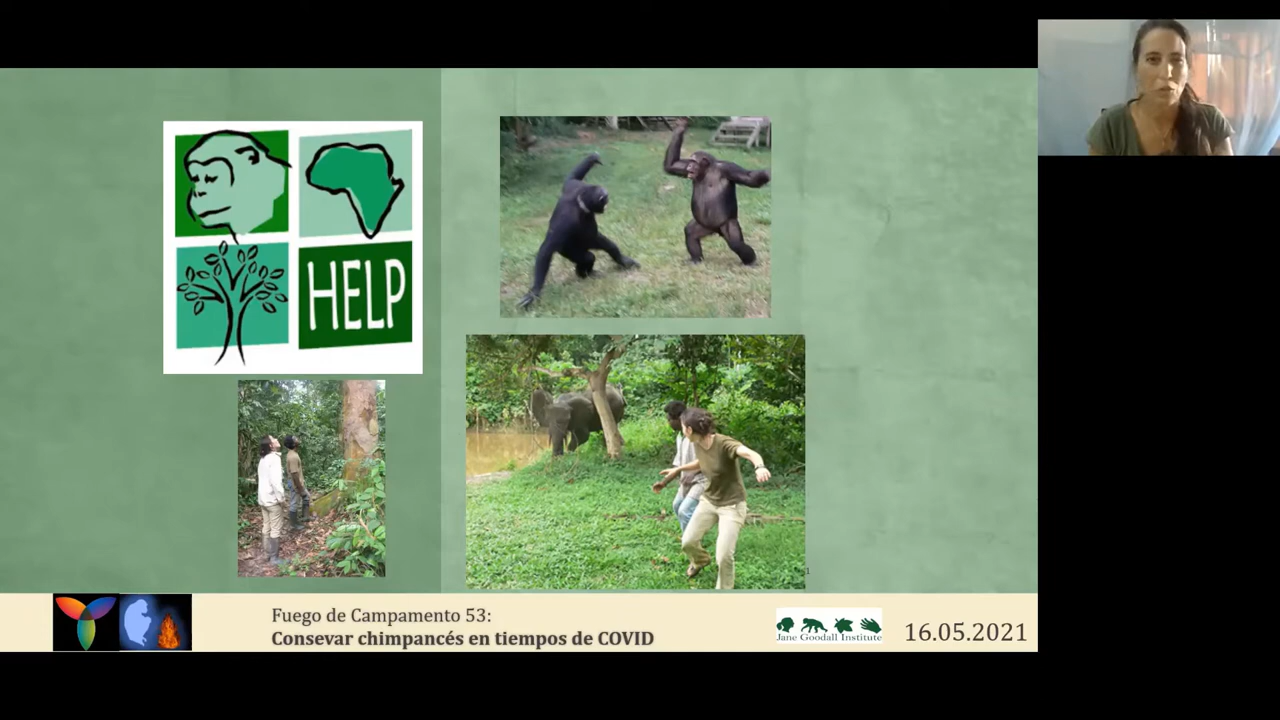 HELP
Fuego de Campamento 53:
Consevar chimpancés en tiempos de COVID
Jane Goodall Institute
16.05.2021